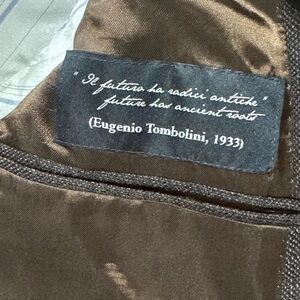 "Il futuro ha radici antiche"
future has ancient roots
(Eugenio Tombolini, 1933)